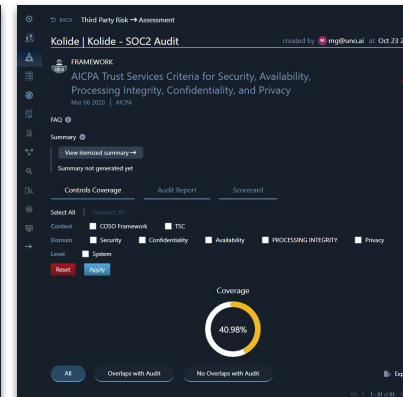 BACK Third Party Risk → Assessment
Kolide | Kolide - SOC2 Audit created by mg@uno.ai at Oct 23 2
FRAMEWORK
AICPA Trust Services Criteria for Security, Availability,
Processing Integrity, Confidentiality, and Privacy
Mar 06 2020 | AICPA
FAQ
Summary
View itemized summary →
Summary not generated yet
Controls Coverage Audit Report Scorecard
Select All Deselect All
Context COSO Framework TSC
Domain Security Confidentiality Availability PROCESSING INTEGRITY Privacy
Level System
Reset Apply
Coverage
40.98%
All Overlaps with Audit No Overlaps with Audit Exp
1 - 61 of 61